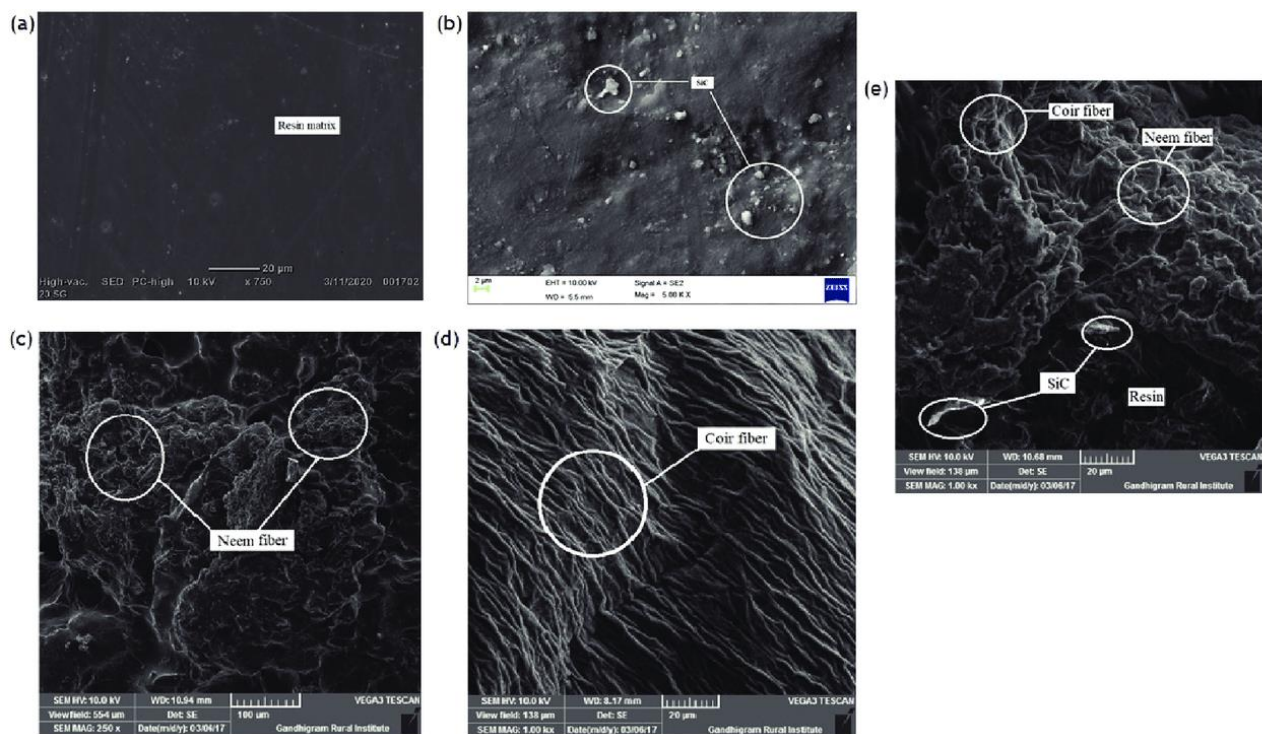 (a)
Resin matrix
20 µm
High-vac. SED PC-high 10 kV x 750 3/11/2020 001702
20 SG
(b)
SiC
2 µm
EHT = 10.00 kV Signal A = SE2
WD = 5.5 mm Mag = 5.00 K X
ZEISS
(c)
Neem fiber
SEM HV: 10.0 kV WD: 10.94 mm VEGA3 TESCAN
View field: 554 µm Det: SE 100 µm
SEM MAG: 250 x Date(m/d/y): 03/06/17 Gandhigram Rural Institute
(d)
Coir fiber
SEM HV: 10.0 kV WD: 8.17 mm VEGA3 TESCAN
View field: 138 µm Det: SE 20 µm
SEM MAG: 1.00 kx Date(m/d/y): 03/06/17 Gandhigram Rural Institute
(e)
Coir fiber
Neem fiber
SiC
Resin
SEM HV: 10.0 kV WD: 10.68 mm VEGA3 TESCAN
View field: 138 µm Det: SE 20 µm
SEM MAG: 1.00 kx Date(m/d/y): 03/06/17 Gandhigram Rural Institute